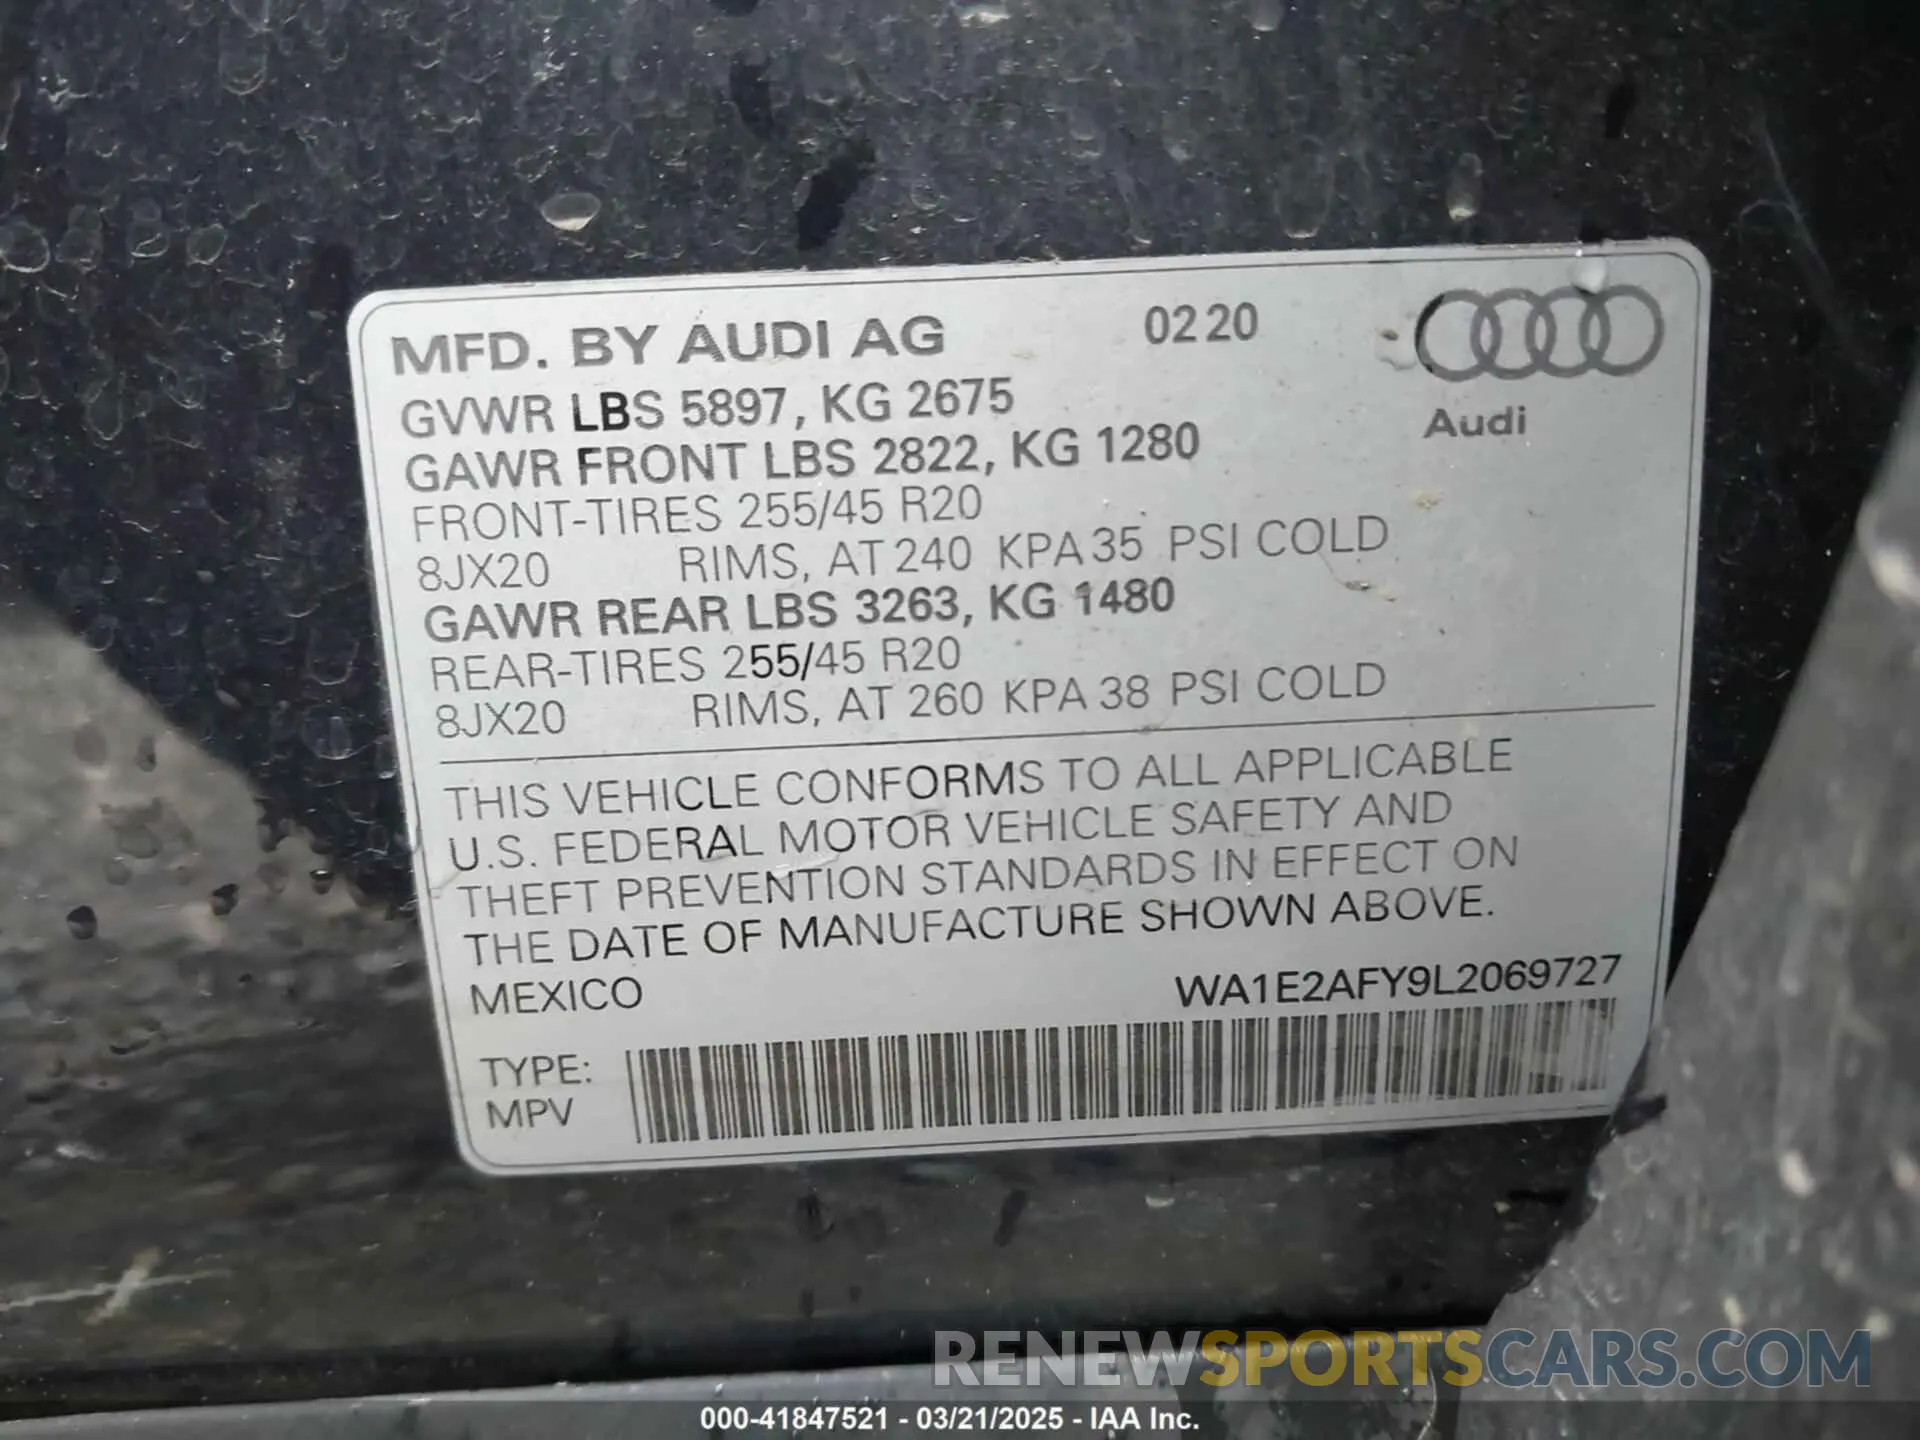 MFD. BY AUDI AG 0220
Audi
GVWR LBS 5897, KG 2675
GAWR FRONT LBS 2822, KG 1280
FRONT-TIRES 255/45 R20
8JX20 RIMS, AT 240 KPA 35 PSI COLD
GAWR REAR LBS 3263, KG 1480
REAR-TIRES 255/45 R20
8JX20 RIMS, AT 260 KPA 38 PSI COLD
THIS VEHICLE CONFORMS TO ALL APPLICABLE
U.S. FEDERAL MOTOR VEHICLE SAFETY AND
THEFT PREVENTION STANDARDS IN EFFECT ON
THE DATE OF MANUFACTURE SHOWN ABOVE.
MEXICO WA1E2AFY9L2069727
TYPE:
MPV
RENEWSPORTSCARS.COM
000-41847521 - 03/21/2025 - IAA Inc.